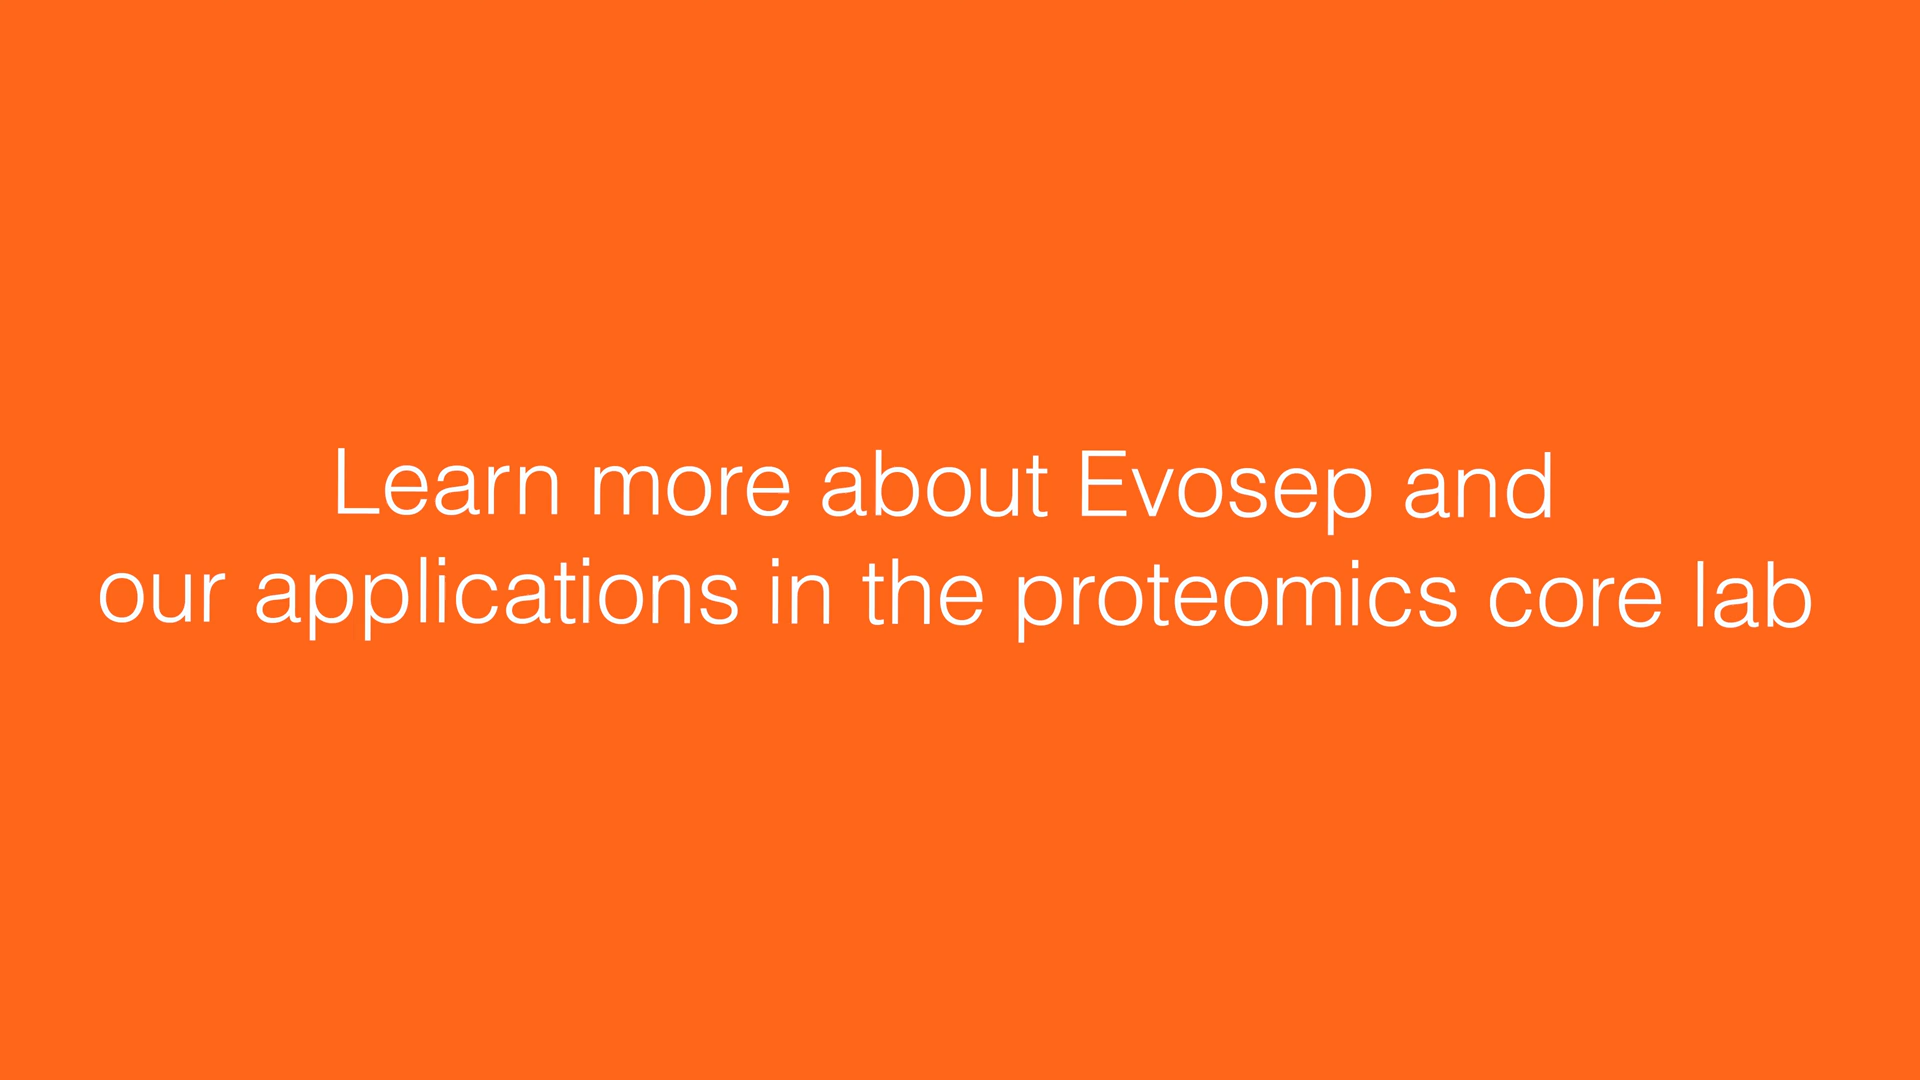 Learn more about Evosep and
our applications in the proteomics core lab